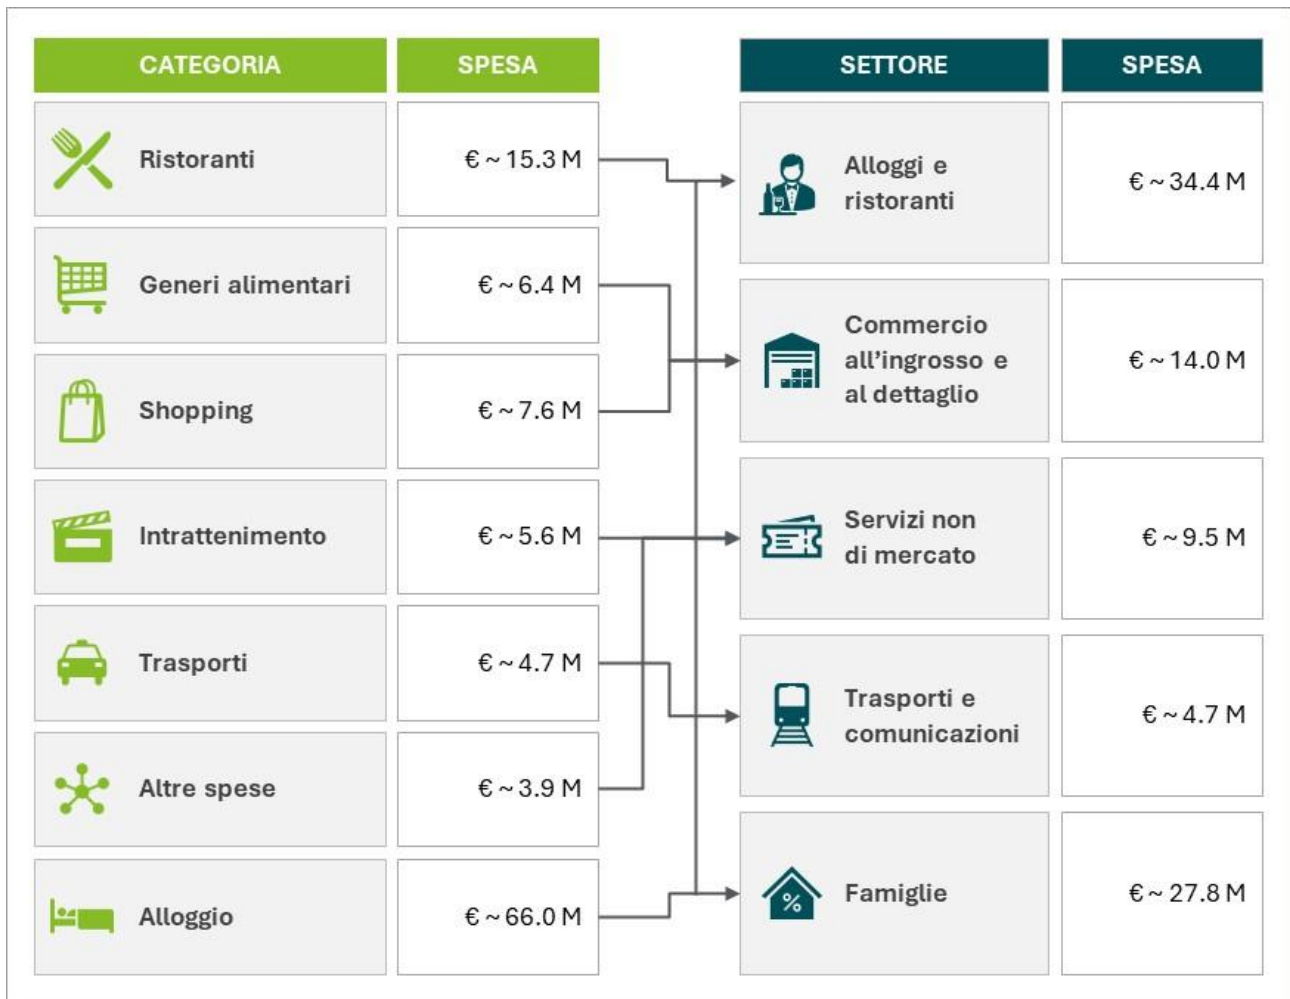 CATEGORIA SPESA
Ristoranti € ~ 15.3 M
Generi alimentari € ~ 6.4 M
Shopping € ~ 7.6 M
Intrattenimento € ~ 5.6 M
Trasporti € ~ 4.7 M
Altre spese € ~ 3.9 M
Alloggio € ~ 66.0 M
SETTORE SPESA
Alloggi e
ristoranti
€ ~ 34.4 M
Commercio
all’ingrosso e
al dettaglio
€ ~ 14.0 M
Servizi non
di mercato
€ ~ 9.5 M
Trasporti e
comunicazioni
€ ~ 4.7 M
Famiglie € ~ 27.8 M
%